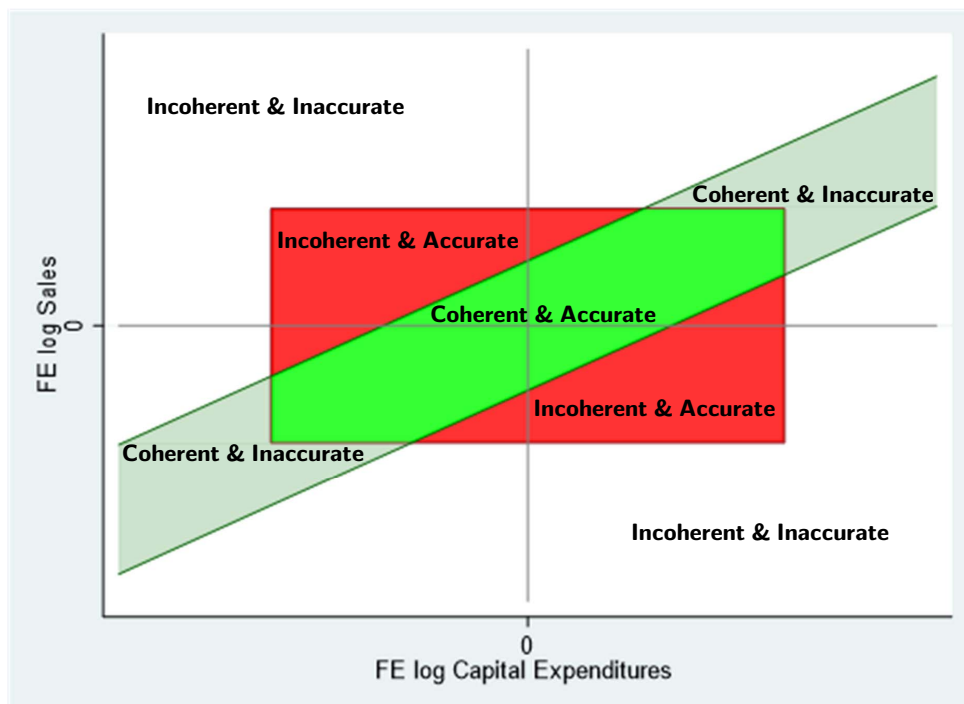 Incoherent & Inaccurate
Coherent & Inaccurate
Incoherent & Accurate
Coherent & Accurate
Incoherent & Accurate
Coherent & Inaccurate
Incoherent & Inaccurate
FE log Sales
0
0
FE log Capital Expenditures